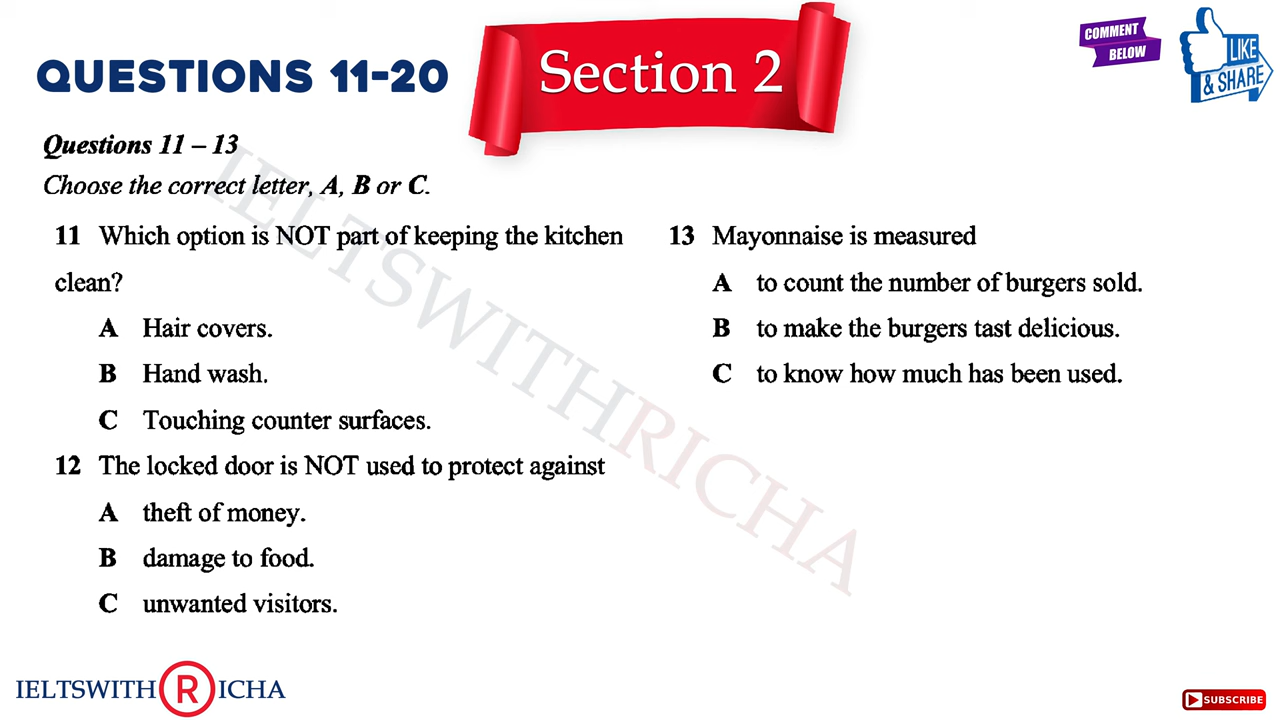 QUESTIONS 11-20
Section 2
COMMENT
BELOW
LIKE
& SHARE
Questions 11 – 13
Choose the correct letter, A, B or C.
11 Which option is NOT part of keeping the kitchen
clean?
A Hair covers.
B Hand wash.
C Touching counter surfaces.
12 The locked door is NOT used to protect against
A theft of money.
B damage to food.
C unwanted visitors.
13 Mayonnaise is measured
A to count the number of burgers sold.
B to make the burgers tast delicious.
C to know how much has been used.
IELTSWITHRICHA
IELTSWITH R ICHA
SUBSCRIBE